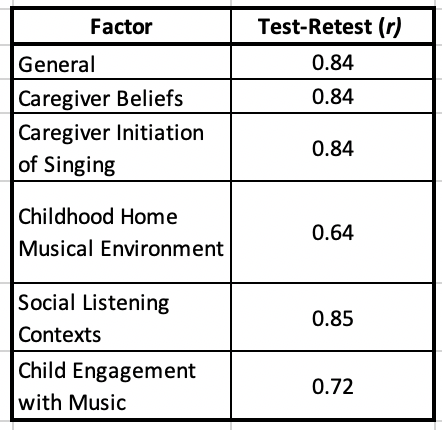 Factor Test-Retest (r)
General 0.84
Caregiver Beliefs 0.84
Caregiver Initiation
of Singing 0.84
Childhood Home
Musical Environment 0.64
Social Listening
Contexts 0.85
Child Engagement
with Music 0.72